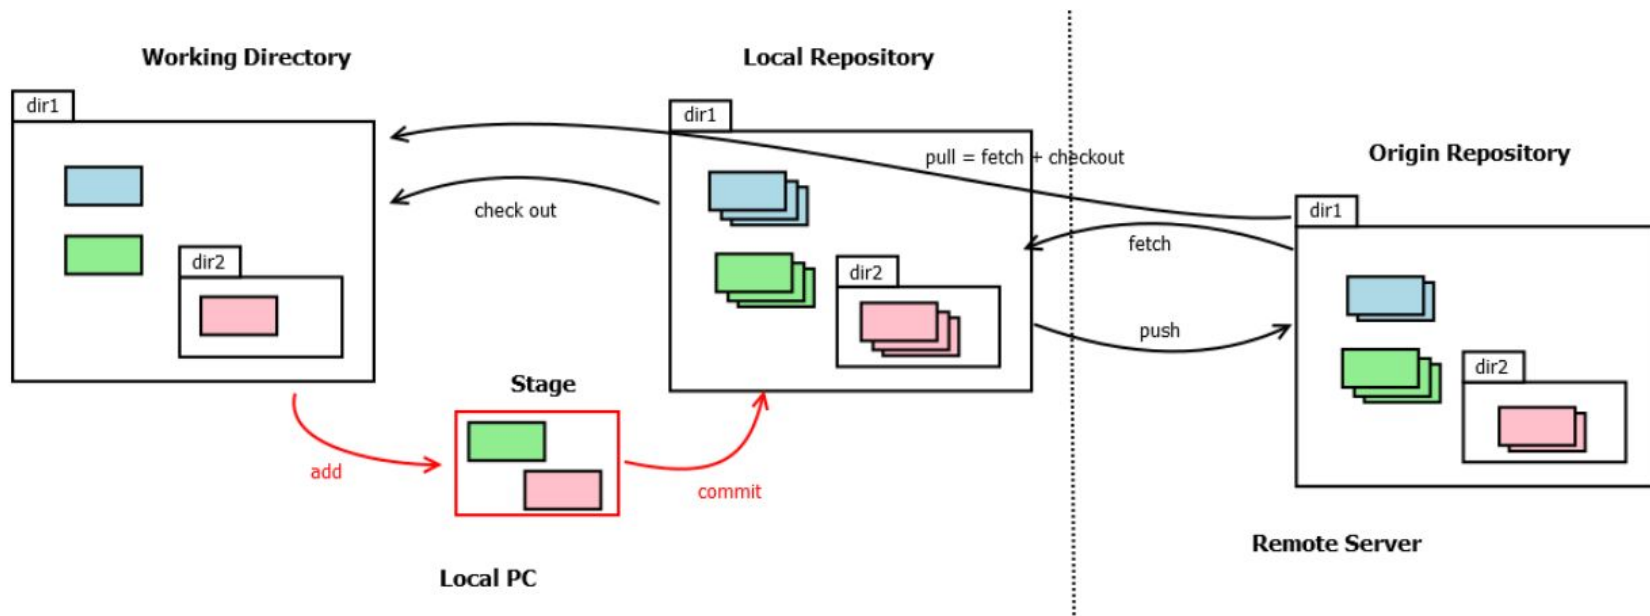 Working Directory
Local Repository
Origin Repository
dir1
dir1
dir1
pull = fetch + checkout
check out
fetch
push
dir2
dir2
dir2
Stage
add
commit
Local PC
Remote Server